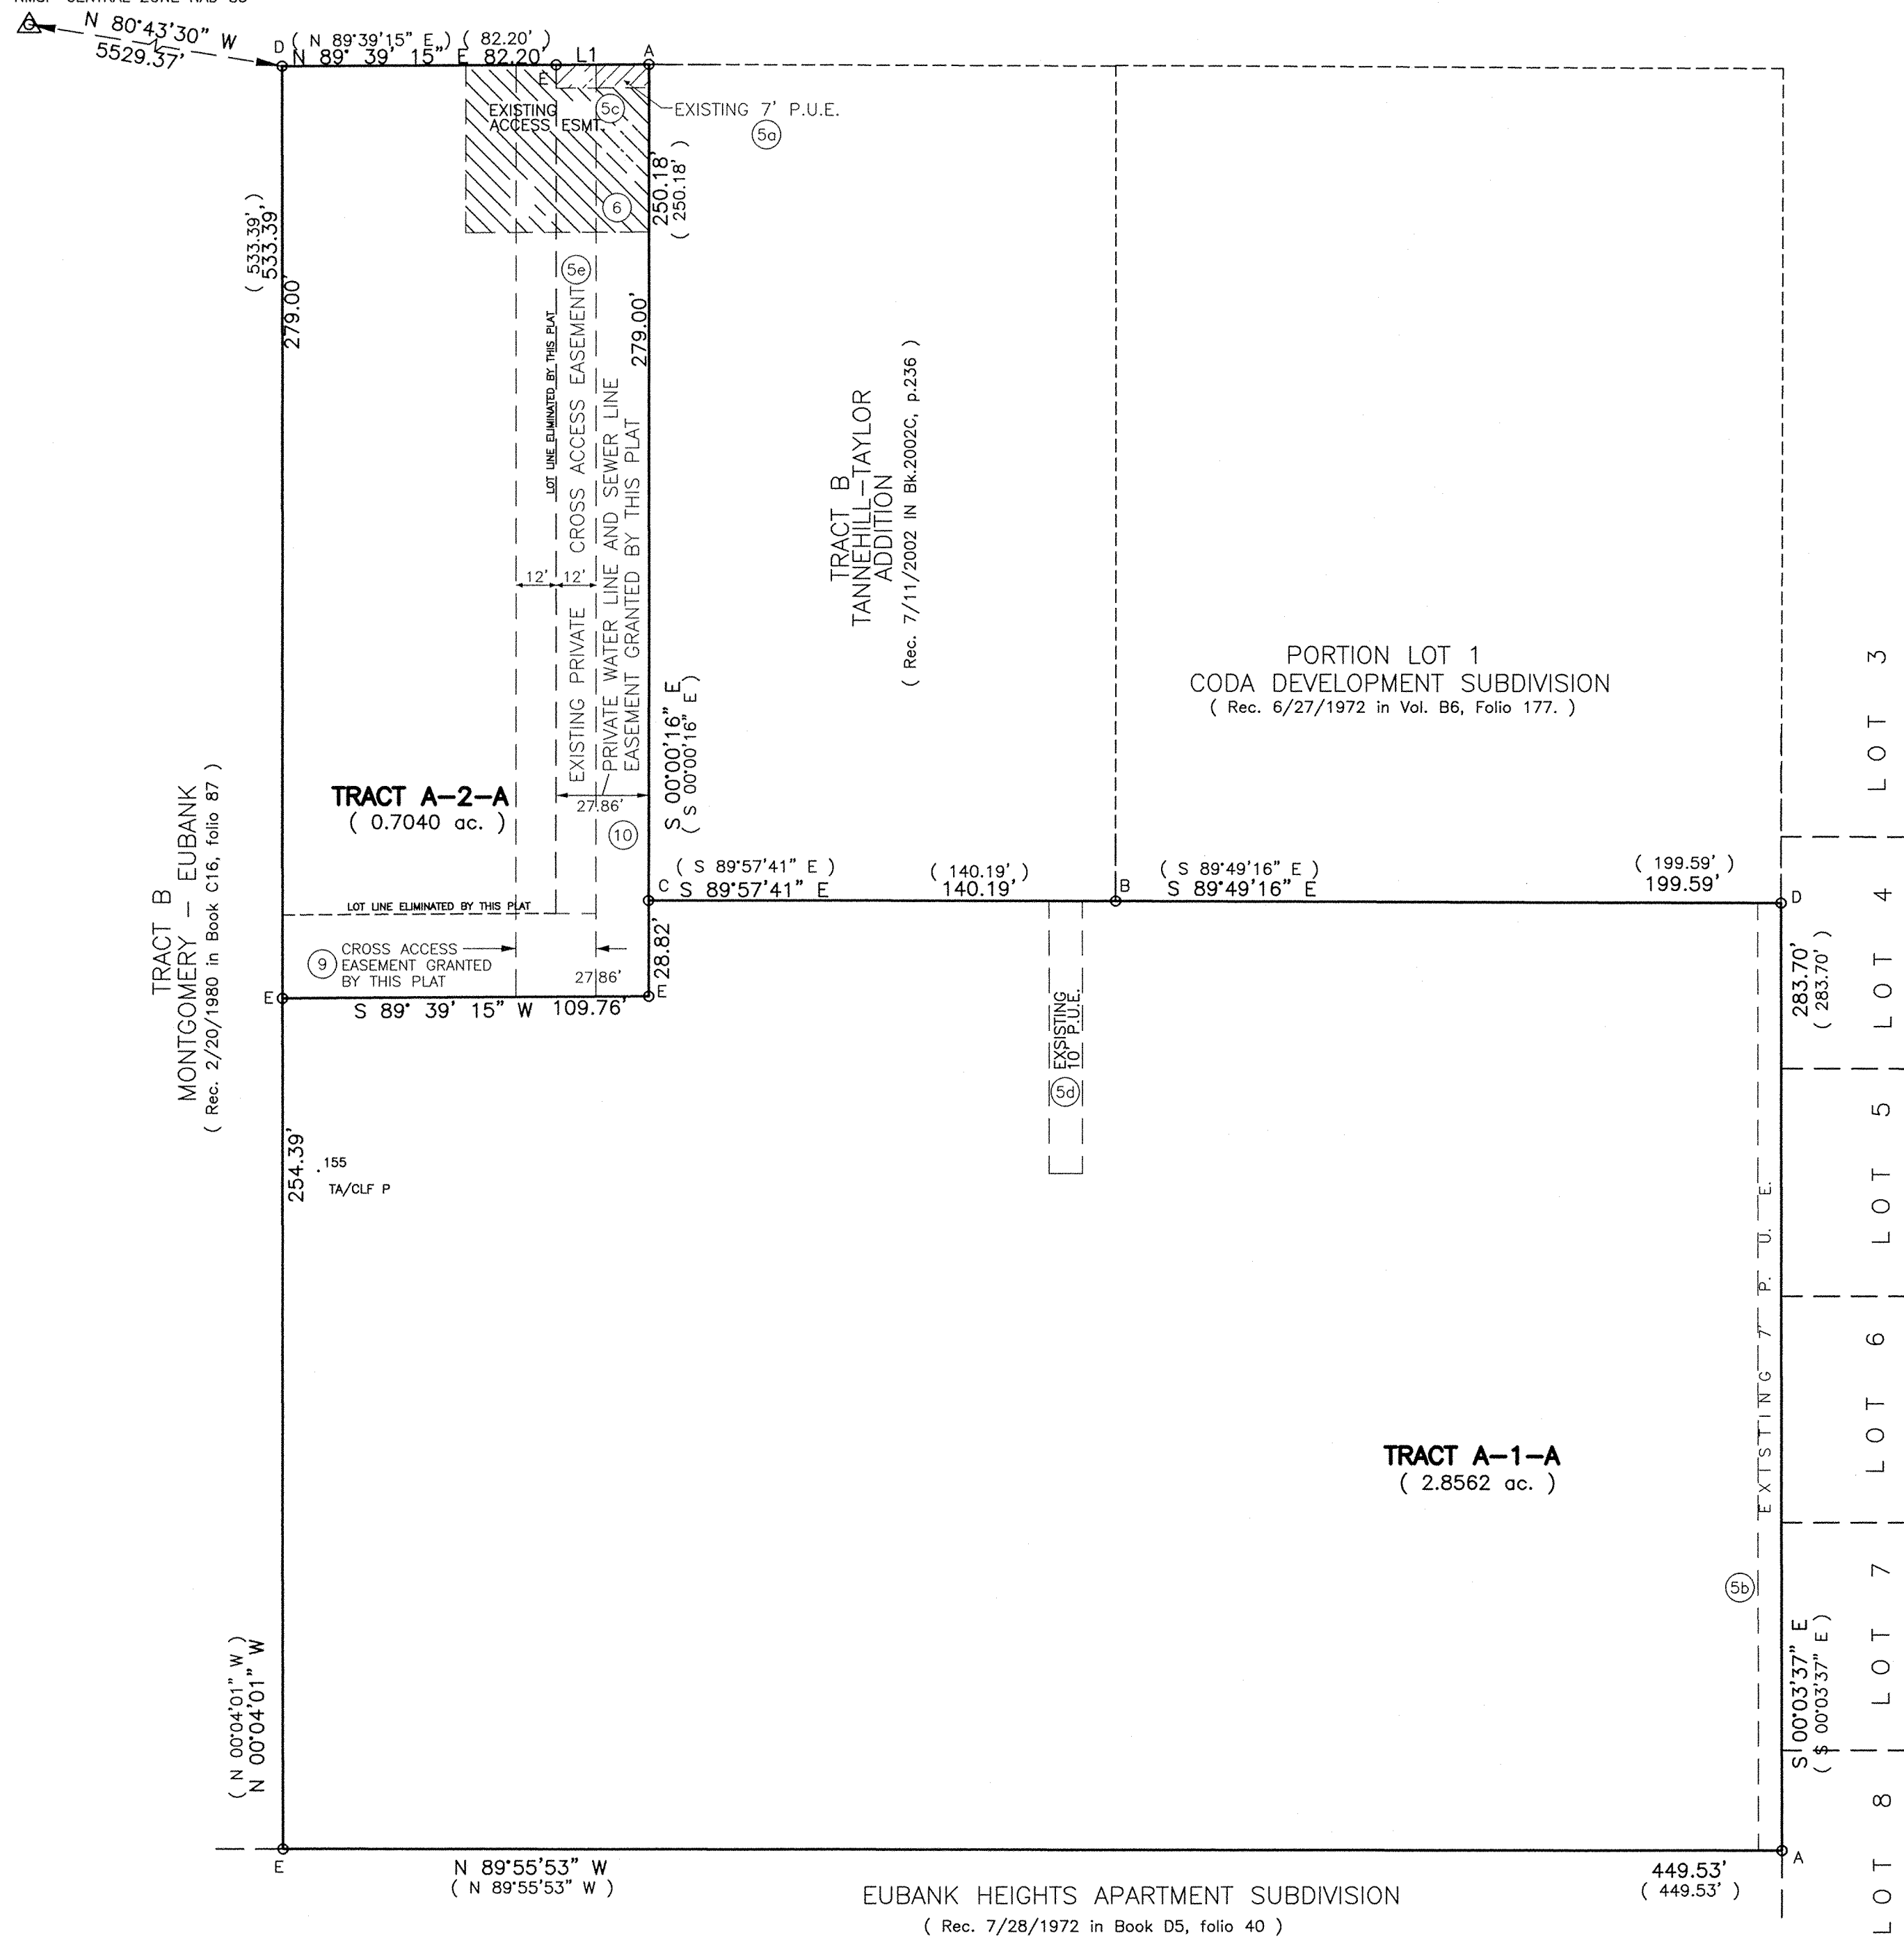 N 80°43'30" W
5529.37'
D
( N 89°39'15" E ) ( 82.20' )
N 89° 39' 15" E 82.20'
L1
A
E
EXISTING
ACCESS ESMT.
5c
EXISTING 7' P.U.E.
5a
6
250.18'
( 250.18' )
( 533.39', )
533.39
279.00'
5e
279.00'
LOT LINE ELIMINATED BY THIS PLAT
EXISTING PRIVATE CROSS ACCESS EASEMENT
PRIVATE WATER LINE AND SEWER LINE
EASEMENT GRANTED BY THIS PLAT
12' 12'
TRACT B
TANNEHILL-TAYLOR
ADDITION
( Rec. 7/11/2002 IN Bk.2002C, p.236 )
PORTION LOT 1
CODA DEVELOPMENT SUBDIVISION
( Rec. 6/27/1972 in Vol. B6, Folio 177. )
LOT 3
S 00°00'16" E
( S 00°00'16" E )
TRACT A-2-A
( 0.7040 ac. )
27.86'
10
TRACT B
MONTGOMERY - EUBANK
( Rec. 2/20/1980 in Book C16, folio 87 )
C
( S 89°57'41" E )
S 89°57'41" E
( 140.19' )
140.19'
B
( S 89°49'16" E )
S 89°49'16" E
( 199.59' )
199.59'
D
LOT 4
LOT LINE ELIMINATED BY THIS PLAT
28.82'
9
CROSS ACCESS
EASEMENT GRANTED
BY THIS PLAT
27.86'
283.70'
( 283.70' )
E
S 89° 39' 15" W 109.76'
E
EXSISTING
10' P.U.E.
5d
LOT 5
254.39'
155
TA/CLF P
EXISTING 7' P. U. E.
LOT 6
TRACT A-1-A
( 2.8562 ac. )
5b
LOT 7
( N 00°04'01" W )
N 00°04'01" W
S 00°03'37" E
( S 00°03'37" E )
LOT 8
E
N 89°55'53" W
( N 89°55'53" W )
A
449.53'
( 449.53' )
EUBANK HEIGHTS APARTMENT SUBDIVISION
( Rec. 7/28/1972 in Book D5, folio 40 )